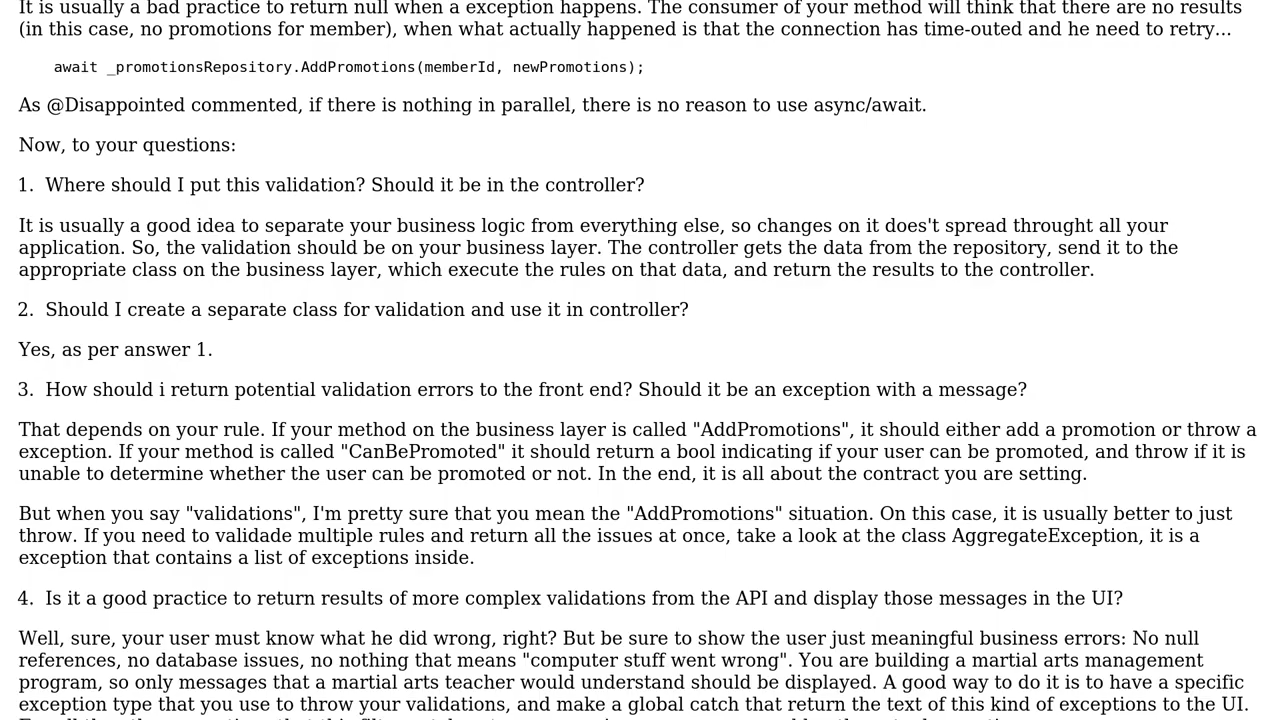 It is usually a bad practice to return null when a exception happens. The consumer of your method will think that there are no results
(in this case, no promotions for member), when what actually happened is that the connection has time-outed and he need to retry...
await _promotionsRepository.AddPromotions(memberId, newPromotions);
As @Disappointed commented, if there is nothing in parallel, there is no reason to use async/await.
Now, to your questions:
1. Where should I put this validation? Should it be in the controller?
It is usually a good idea to separate your business logic from everything else, so changes on it does't spread throught all your
application. So, the validation should be on your business layer. The controller gets the data from the repository, send it to the
appropriate class on the business layer, which execute the rules on that data, and return the results to the controller.
2. Should I create a separate class for validation and use it in controller?
Yes, as per answer 1.
3. How should i return potential validation errors to the front end? Should it be an exception with a message?
That depends on your rule. If your method on the business layer is called "AddPromotions", it should either add a promotion or throw a
exception. If your method is called "CanBePromoted" it should return a bool indicating if your user can be promoted, and throw if it is
unable to determine whether the user can be promoted or not. In the end, it is all about the contract you are setting.
But when you say "validations", I'm pretty sure that you mean the "AddPromotions" situation. On this case, it is usually better to just
throw. If you need to validade multiple rules and return all the issues at once, take a look at the class AggregateException, it is a
exception that contains a list of exceptions inside.
4. Is it a good practice to return results of more complex validations from the API and display those messages in the UI?
Well, sure, your user must know what he did wrong, right? But be sure to show the user just meaningful business errors: No null
references, no database issues, no nothing that means "computer stuff went wrong". You are building a martial arts management
program, so only messages that a martial arts teacher would understand should be displayed. A good way to do it is to have a specific
exception type that you use to throw your validations, and make a global catch that return the text of this kind of exceptions to the UI.